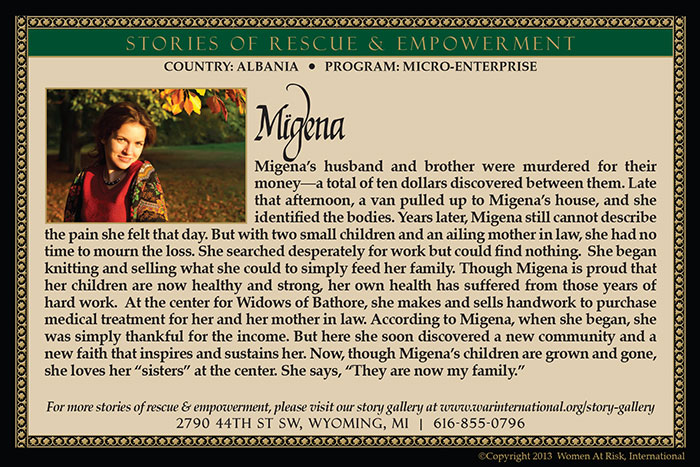 STORIES OF RESCUE & EMPOWERMENT
COUNTRY: ALBANIA • PROGRAM: MICRO-ENTERPRISE
Migena
Migena's husband and brother were murdered for their
money—a total of ten dollars discovered between them. Late
that afternoon, a van pulled up to Migena's house, and she
identified the bodies. Years later, Migena still cannot describe
the pain she felt that day. But with two small children and an ailing mother in law, she had no
time to mourn the loss. She searched desperately for work but could find nothing. She began
knitting and selling what she could to simply feed her family. Though Migena is proud that
her children are now healthy and strong, her own health has suffered from those years of
hard work. At the center for Widows of Bathore, she makes and sells handwork to purchase
medical treatment for her and her mother in law. According to Migena, when she began, she
was simply thankful for the income. But here she soon discovered a new community and a
new faith that inspires and sustains her. Now, though Migena's children are grown and gone,
she loves her "sisters" at the center. She says, "They are now my family."
For more stories of rescue & empowerment, please visit our story gallery at www.warinternational.org/story-gallery
2790 44TH ST SW, WYOMING, MI | 616-855-0796
©Copyright 2013 Women At Risk, International